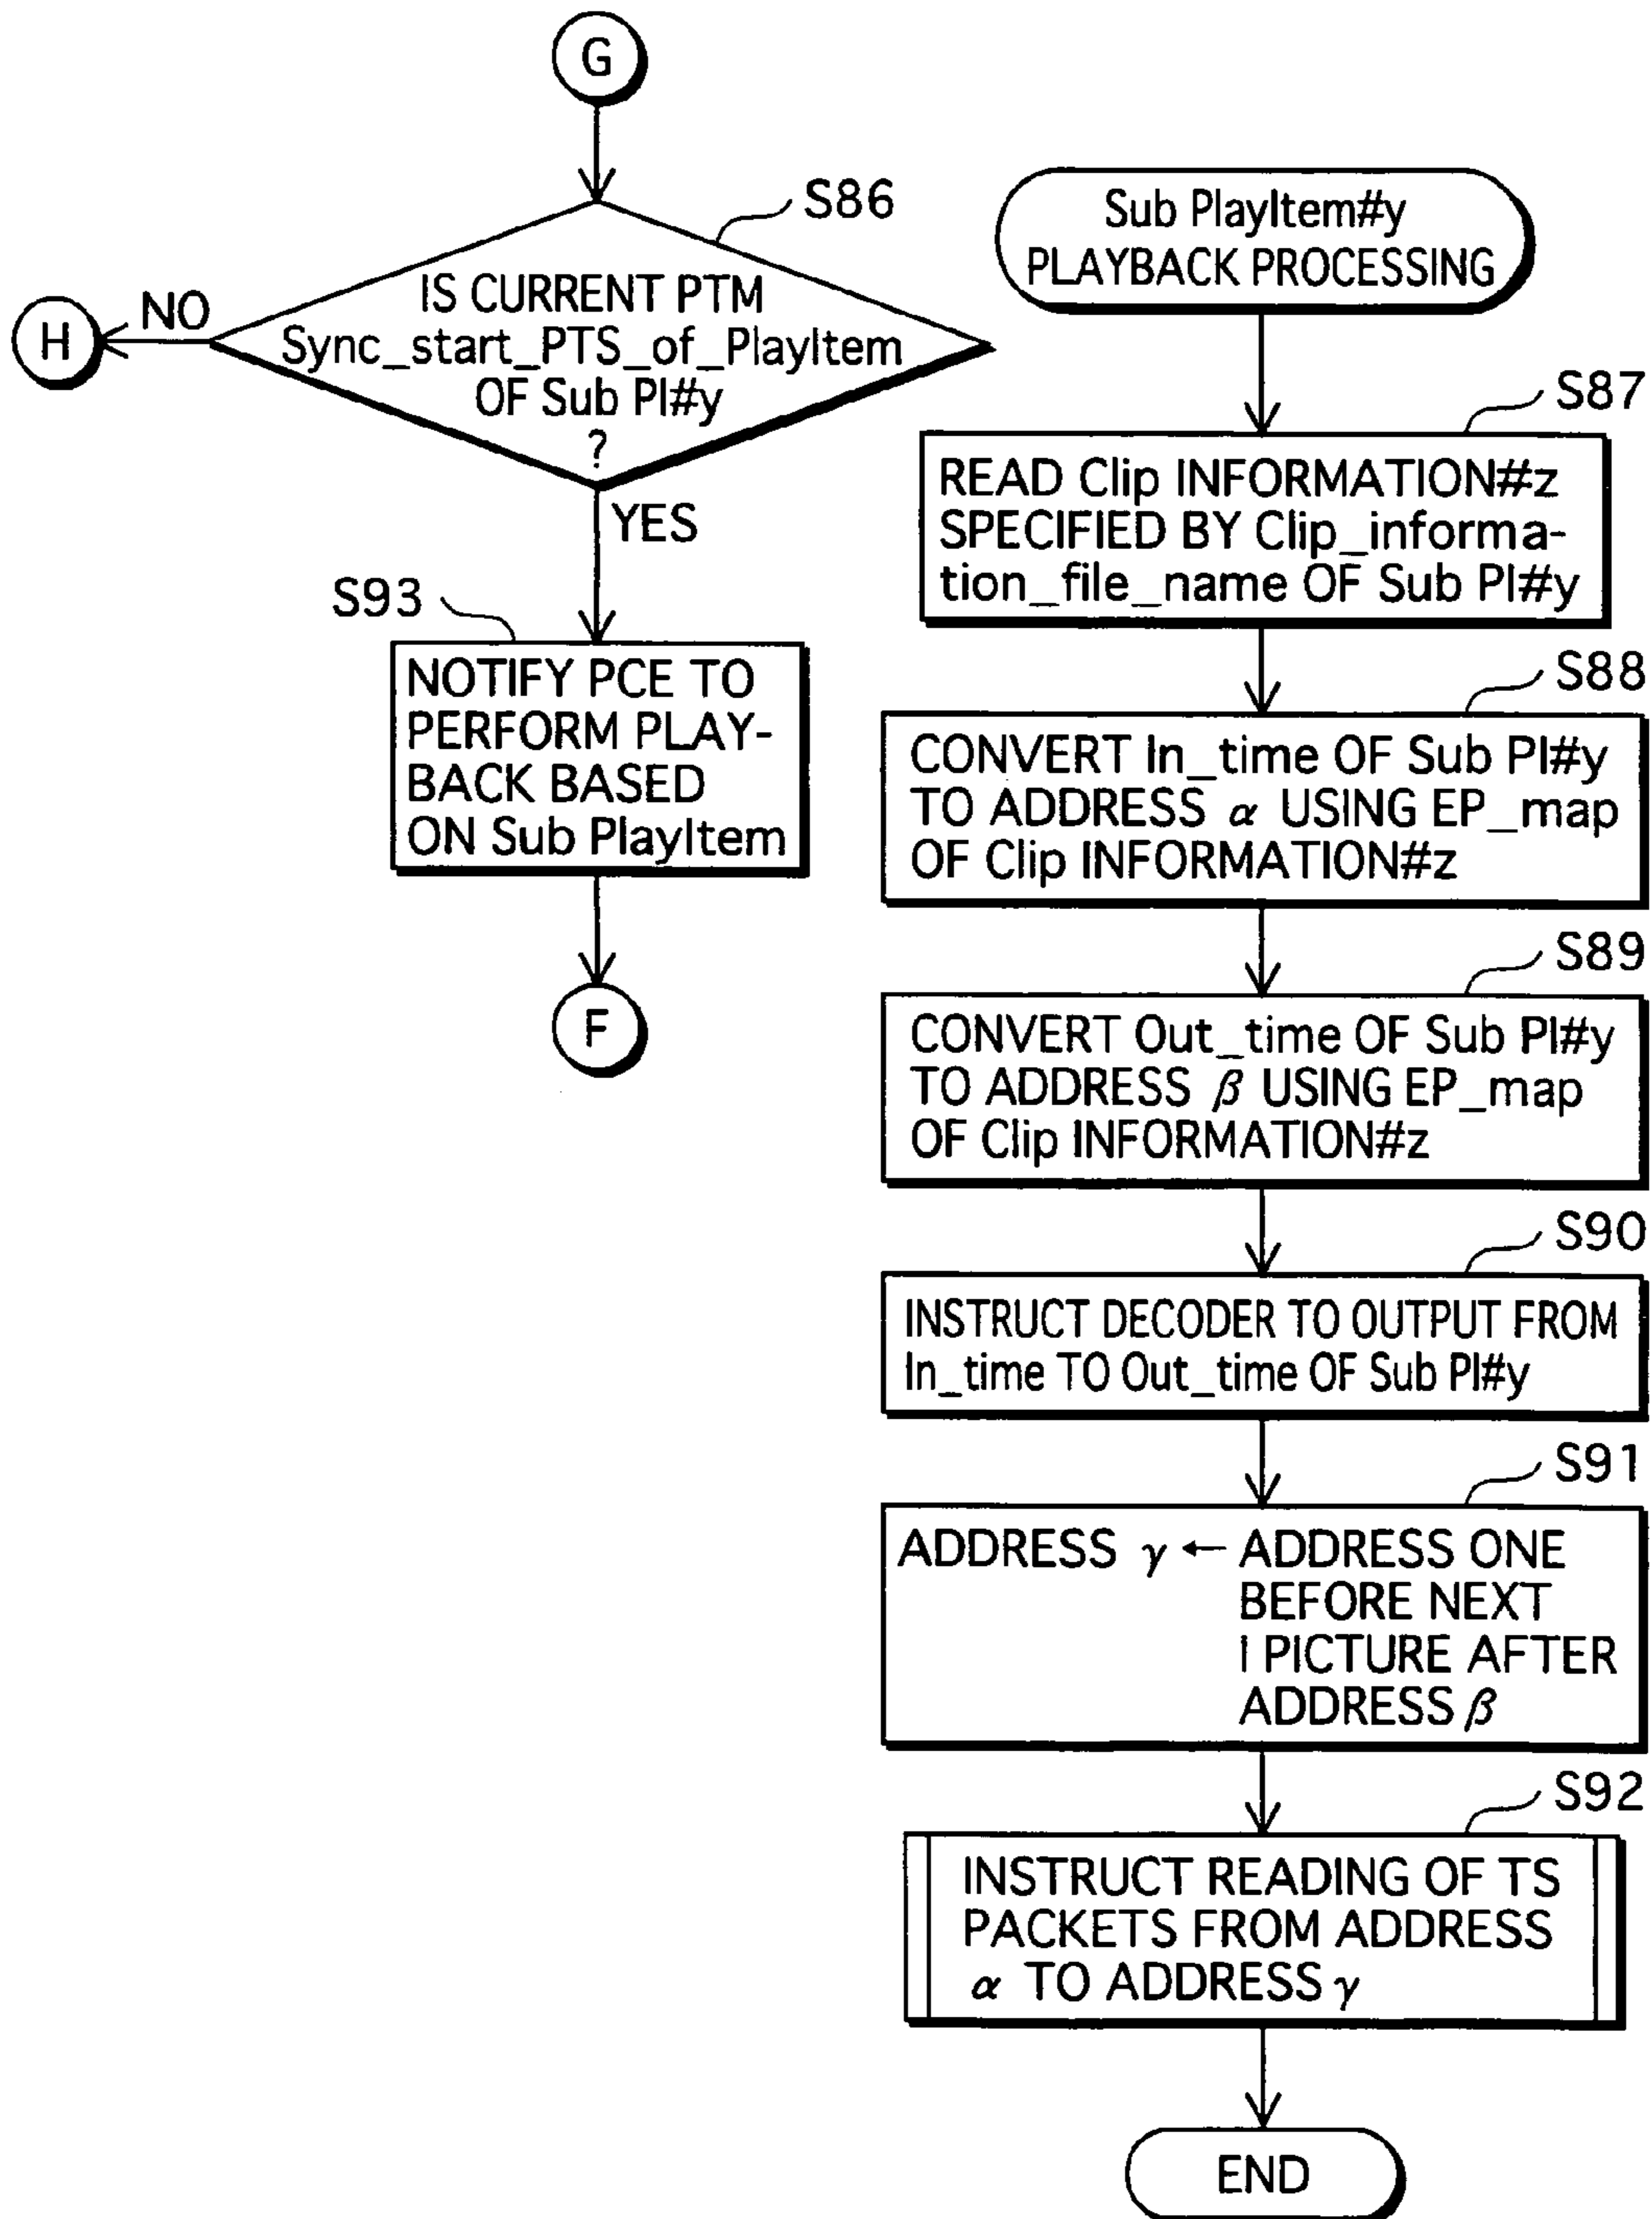 G
S86
IS CURRENT PTM
Sync_start_PTS_of_PlayItem
OF Sub PI#y
?
NO
H
YES
S93
NOTIFY PCE TO
PERFORM PLAY-
BACK BASED
ON Sub PlayItem
F
Sub PlayItem#y
PLAYBACK PROCESSING
S87
READ Clip INFORMATION#z
SPECIFIED BY Clip_informa-
tion_file_name OF Sub PI#y
S88
CONVERT In_time OF Sub PI#y
TO ADDRESS α USING EP_map
OF Clip INFORMATION#z
S89
CONVERT Out_time OF Sub PI#y
TO ADDRESS β USING EP_map
OF Clip INFORMATION#z
S90
INSTRUCT DECODER TO OUTPUT FROM
In_time TO Out_time OF Sub PI#y
S91
ADDRESS γ ← ADDRESS ONE
BEFORE NEXT
I PICTURE AFTER
ADDRESS β
S92
INSTRUCT READING OF TS
PACKETS FROM ADDRESS
α TO ADDRESS γ
END